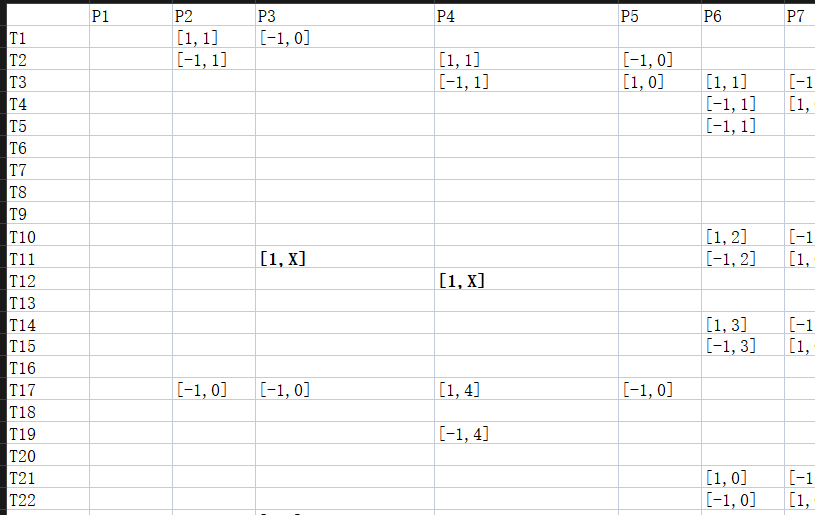 P1 P2 P3 P4 P5 P6 P7
T1 [1,1] [-1,0]
T2 [-1,1] [1,1] [-1,0]
T3 [-1,1] [1,0] [1,1] [-1
T4 [-1,1] [1,
T5 [-1,1]
T6
T7
T8
T9
T10 [1,2] [-1
T11 [1,X] [-1,2] [1,
T12 [1,X]
T13
T14 [1,3] [-1
T15 [-1,3] [1,
T16
T17 [-1,0] [-1,0] [1,4] [-1,0]
T18
T19 [-1,4]
T20
T21 [1,0] [-1
T22 [-1,0] [1,